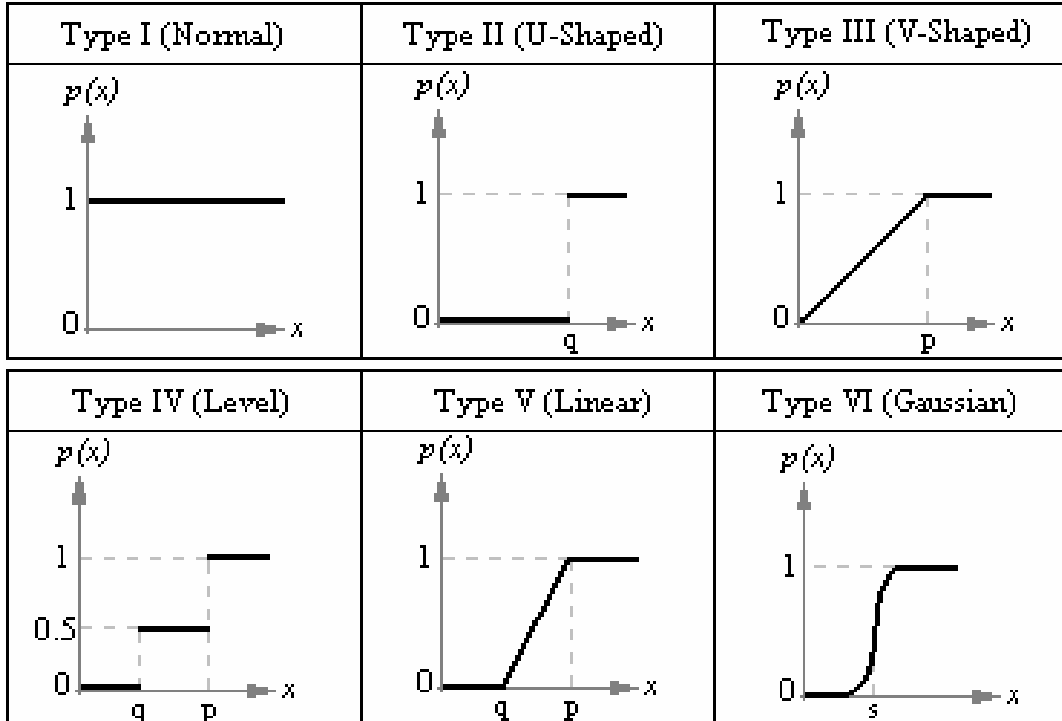 Type I (Normal)
Type II (U-Shaped)
Type III (V-Shaped)
p(x)
1
0
x
p(x)
1
0
q
x
p(x)
1
0
p
x
Type IV (Level)
Type V (Linear)
Type VI (Gaussian)
p(x)
1
0.5
0
q
p
x
p(x)
1
0
q
p
x
p(x)
1
0
s
x